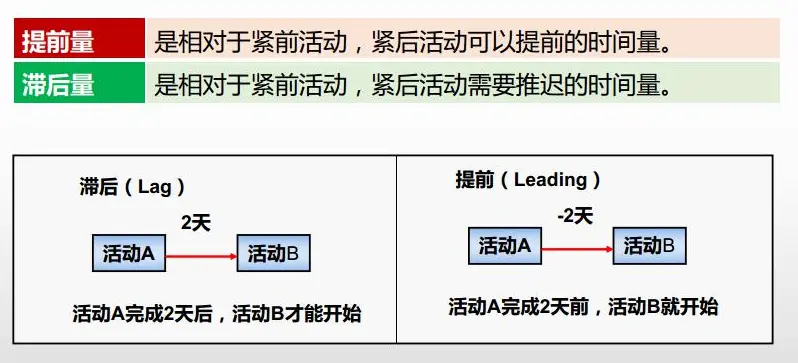 提前量 是相对于紧前活动，紧后活动可以提前的时间量。
滞后量 是相对于紧前活动，紧后活动需要推迟的时间量。
滞后（Lag）
2天
活动A 活动B
活动A完成2天后，活动B才能开始
提前（Leading）
-2天
活动A 活动B
活动A完成2天前，活动B就开始